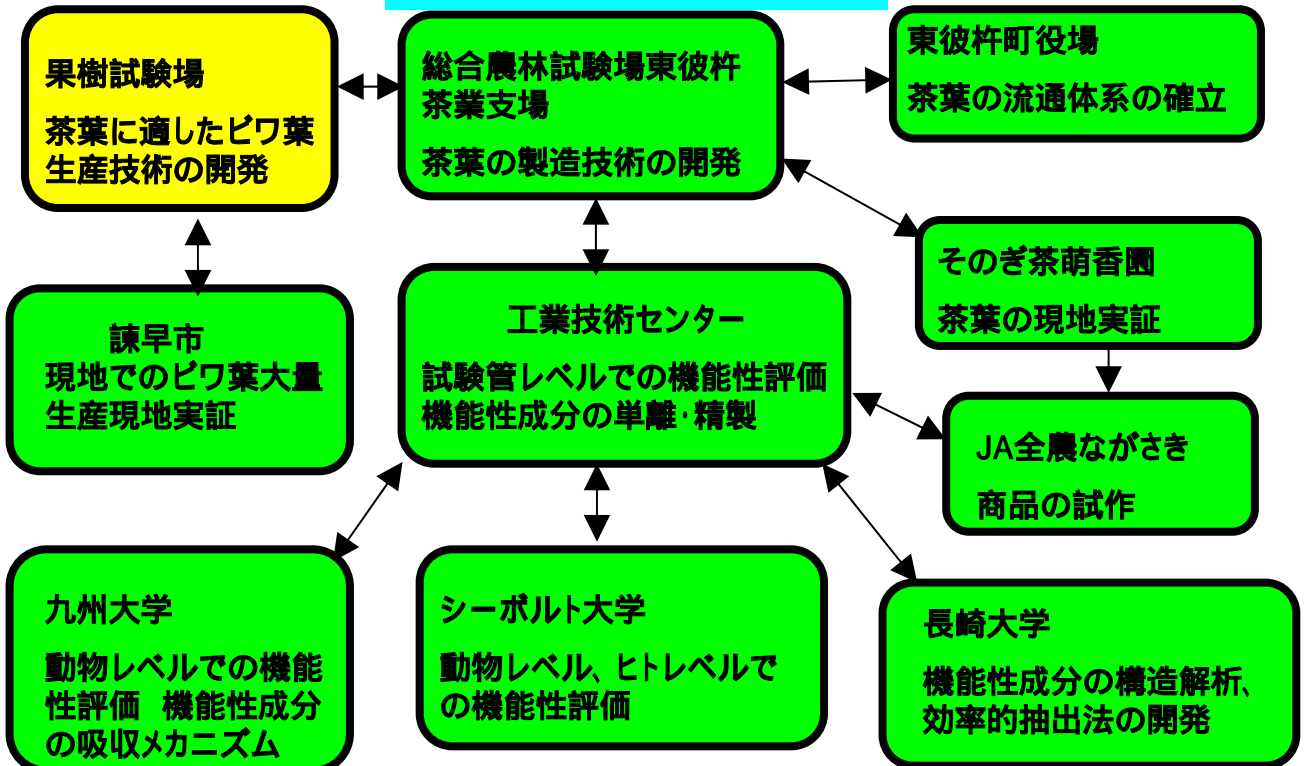 果樹試験場
茶葉に適したビワ葉
生産技術の開発
総合農林試験場東彼杵
茶業支場
茶葉の製造技術の開発
東彼杵町役場
茶葉の流通体系の確立
そのぎ茶萌香園
茶葉の現地実証
諫早市
現地でのビワ葉大量
生産現地実証
工業技術センター
試験管レベルでの機能性評価
機能性成分の単離・精製
JA全農ながさき
商品の試作
九州大学
動物レベルでの機能
性評価　機能性成分
の吸収メカニズム
シーボルト大学
動物レベル、ヒトレベルで
の機能性評価
長崎大学
機能性成分の構造解析、
効率的抽出法の開発